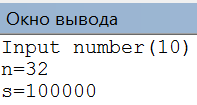 Окно вывода
Input number(10)
n=32
s=100000